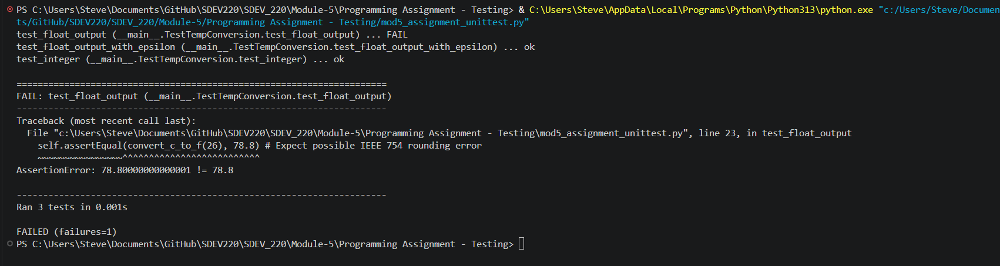 PS C:\Users\Steve\Documents\GitHub\SDEV220\SDEV_220\Module-5\Programming Assignment - Testing> & C:\Users\Steve\AppData\Local\Programs\Python\Python313\python.exe "c:/Users/Steve/Documen
ts/GitHub/SDEV220/SDEV_220/Module-5/Programming Assignment - Testing/mod5_assignment_unittest.py"
test_float_output (__main__.TestTempConversion.test_float_output) ... FAIL
test_float_output_with_epsilon (__main__.TestTempConversion.test_float_output_with_epsilon) ... ok
test_integer (__main__.TestTempConversion.test_integer) ... ok

======================================================================
FAIL: test_float_output (__main__.TestTempConversion.test_float_output)
----------------------------------------------------------------------
Traceback (most recent call last):
  File "c:\Users\Steve\Documents\GitHub\SDEV220\SDEV_220\Module-5\Programming Assignment - Testing\mod5_assignment_unittest.py", line 23, in test_float_output
    self.assertEqual(convert_c_to_f(26), 78.8) # Expect possible IEEE 754 rounding error
    ~~~~~~~~~~~~~~~~^^^^^^^^^^^^^^^^^^^^^^^^^^
AssertionError: 78.80000000000001 != 78.8

----------------------------------------------------------------------
Ran 3 tests in 0.001s

FAILED (failures=1)
PS C:\Users\Steve\Documents\GitHub\SDEV220\SDEV_220\Module-5\Programming Assignment - Testing>